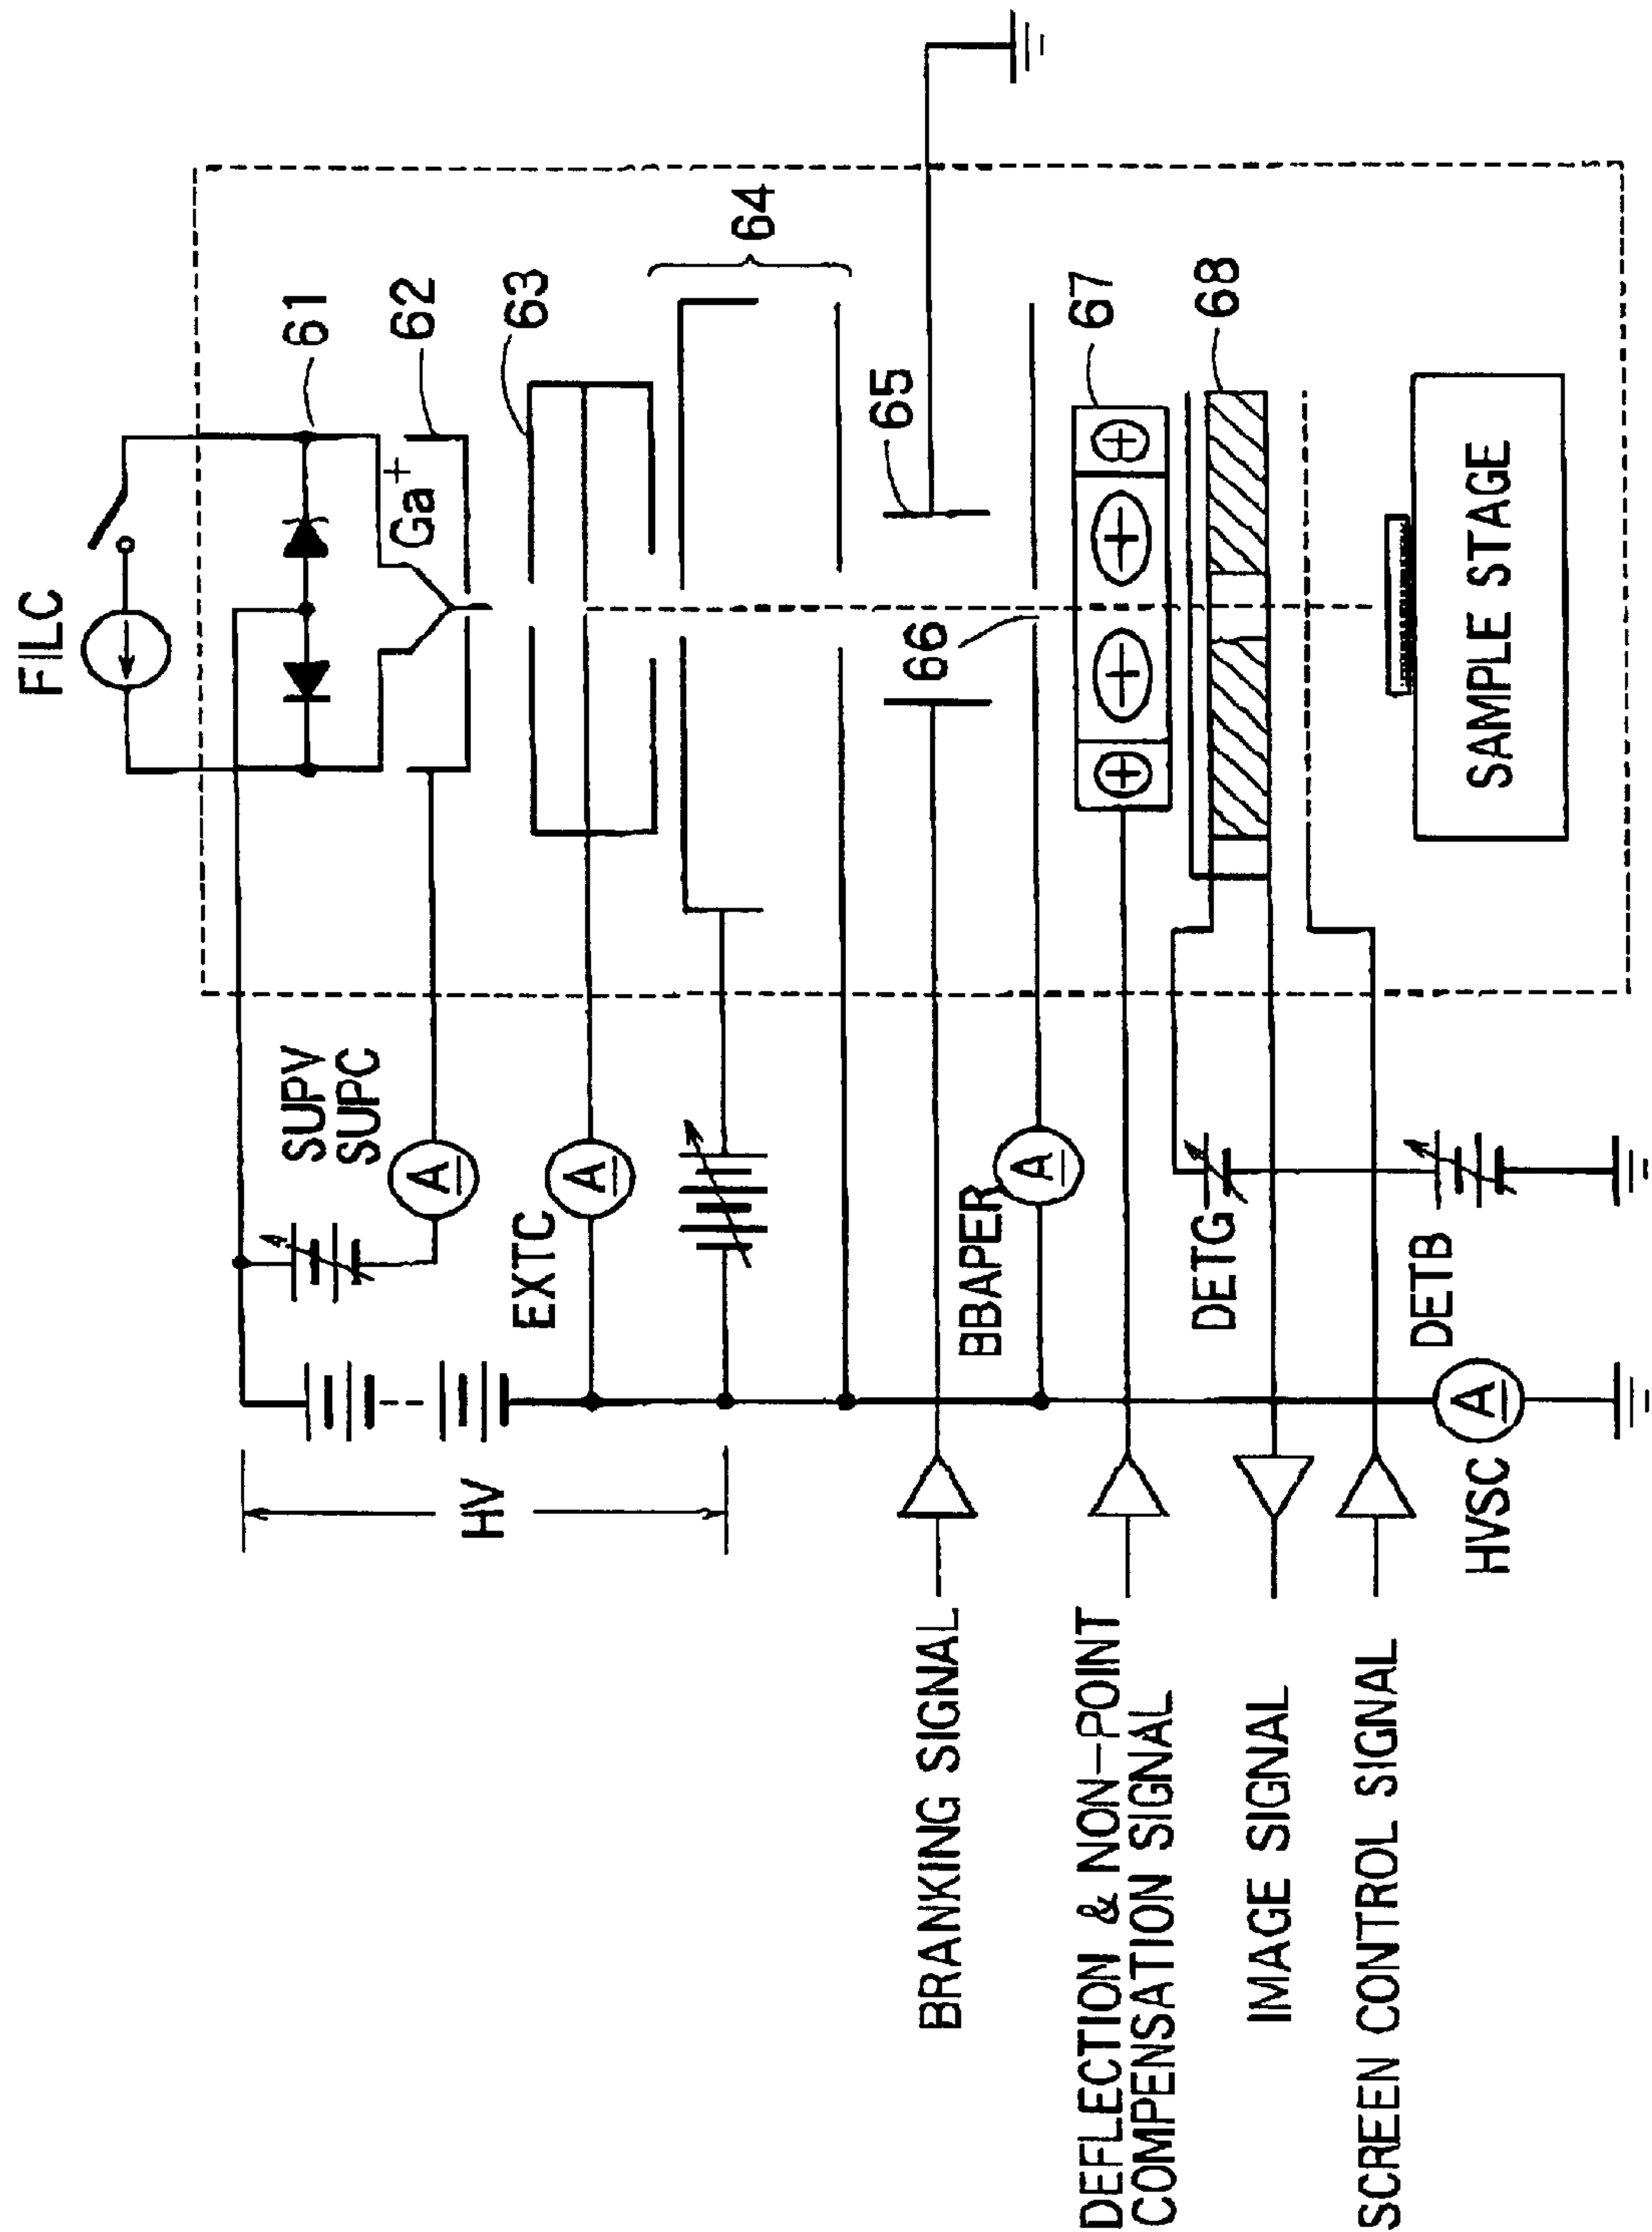 FILC
61
Ga+
62
63
64
65
66
67
68
SAMPLE STAGE
SUPV
SUPC
A
EXTC
A
BBAPER
A
DETG
DETB
HV
HVSC
A
BRANKING SIGNAL
DEFLECTION & NON-POINT
COMPENSATION SIGNAL
IMAGE SIGNAL
SCREEN CONTROL SIGNAL